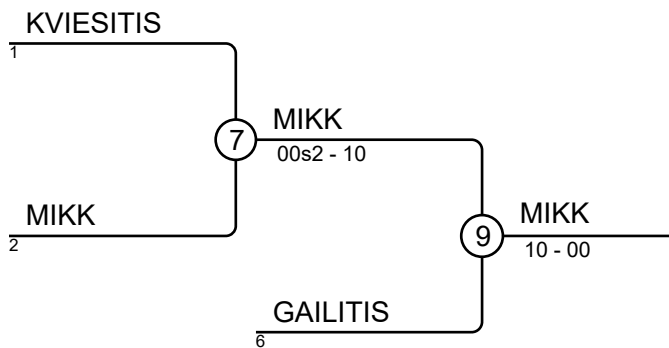 KVIESITIS
1
7
MIKK
00s2 - 10
MIKK
2
9
MIKK
10 - 00
GAILITIS
6